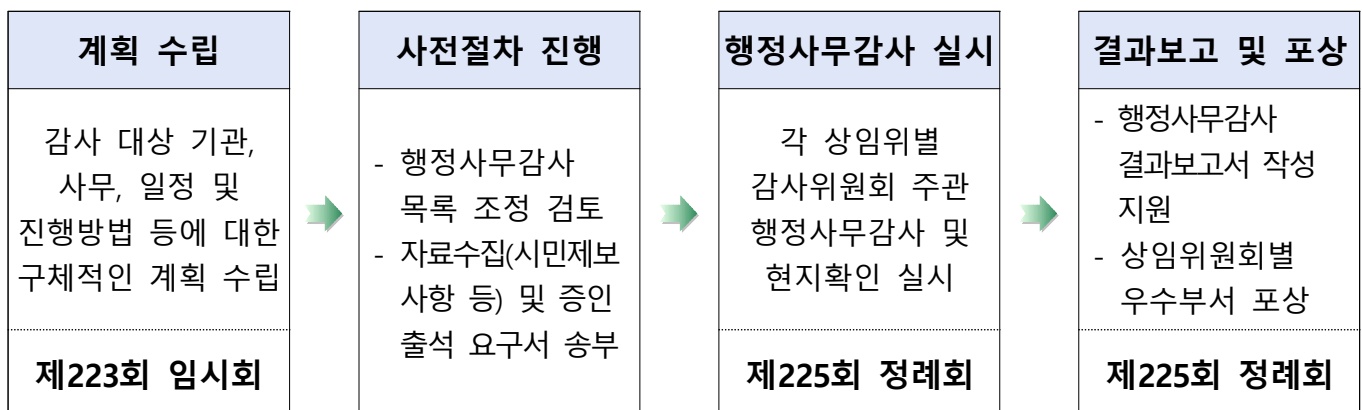 계획 수립
감사 대상 기관,
사무, 일정 및
진행방법 등에 대한
구체적인 계획 수립
제223회 임시회
사전절차 진행
- 행정사무감사
목록 조정 검토
- 자료수집(시민제보
사항 등) 및 증인
출석 요구서 송부
행정사무감사 실시
각 상임위별
감사위원회 주관
행정사무감사 및
현지확인 실시
제225회 정례회
결과보고 및 포상
- 행정사무감사
결과보고서 작성
지원
- 상임위원회별
우수부서 포상
제225회 정례회